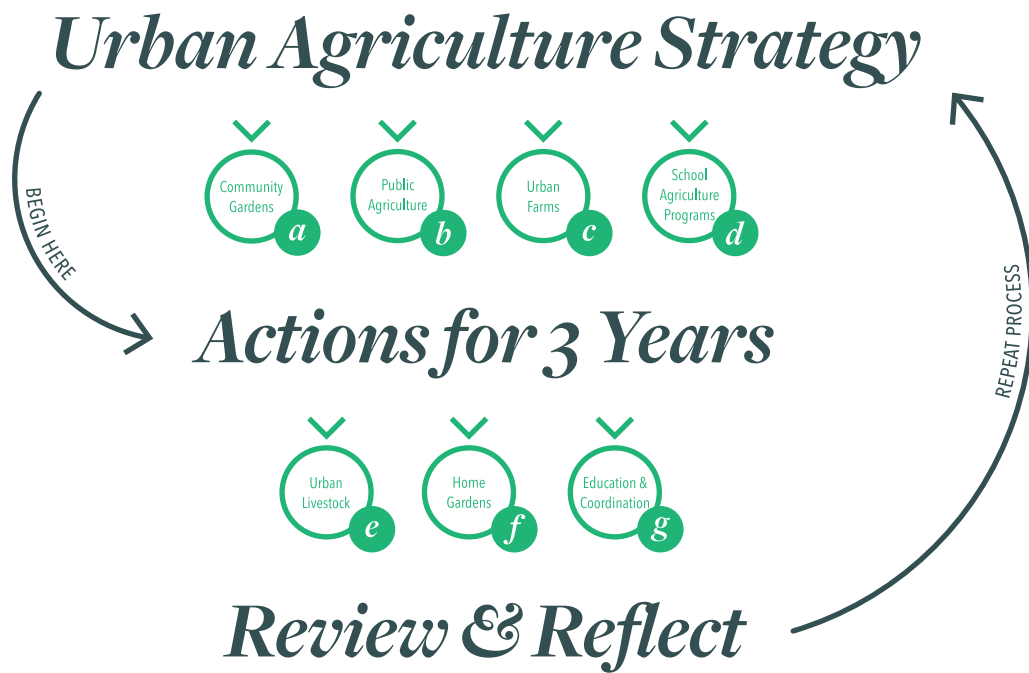 Urban Agriculture Strategy
BEGIN HERE
Community
Gardens
a
Public
Agriculture
b
Urban
Farms
c
School
Agriculture
Programs
d
Actions for 3 Years
REPEAT PROCESS
Urban
Livestock
e
Home
Gardens
f
Education &
Coordination
g
Review & Reflect